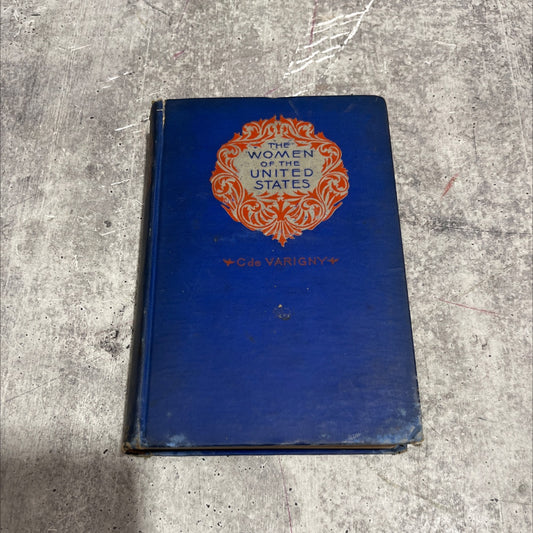 THE
WOMEN
OF THE
UNITED
STATES
C de VARIGNY